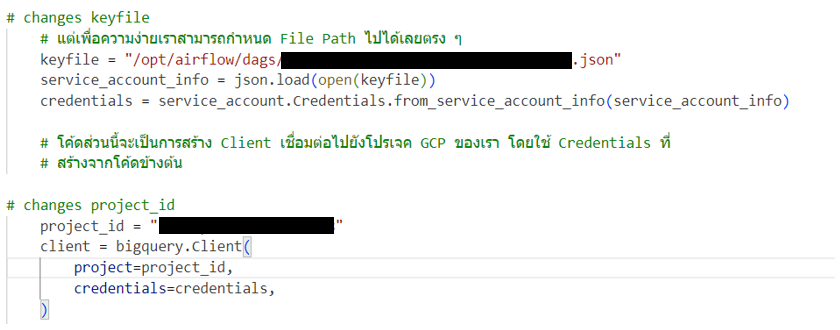 # changes keyfile
# แต่เพื่อความง่ายเราสามารถกำหนด File Path ไปได้เลยตรง ๆ
keyfile = "/opt/airflow/dags/.json"
service_account_info = json.load(open(keyfile))
credentials = service_account.Credentials.from_service_account_info(service_account_info)
# โค้ดส่วนนี้จะเป็นการสร้าง Client เชื่อมต่อไปยังโปรเจค GCP ของเรา โดยใช้ Credentials ที่
# สร้างจากโค้ดข้างต้น
# changes project_id
project_id = ""
client = bigquery.Client(
project=project_id,
credentials=credentials,
)